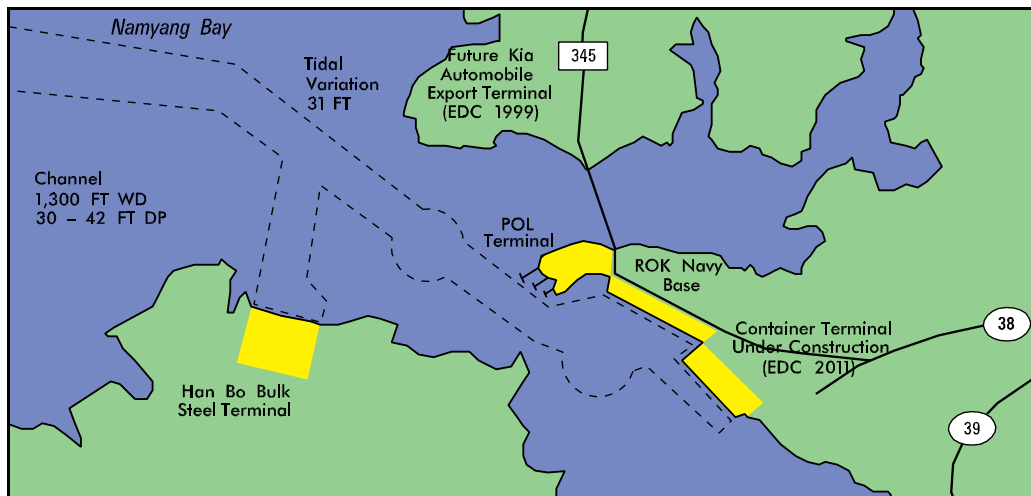 Namyang Bay
Tidal
Variation
31 FT
Future Kia
Automobile
Export Terminal
(EDC 1999)
345
Channel
1,300 FT WD
30 – 42 FT DP
POL
Terminal
ROK Navy
Base
Container Terminal
Under Construction
(EDC 2011)
38
Han Bo Bulk
Steel Terminal
39